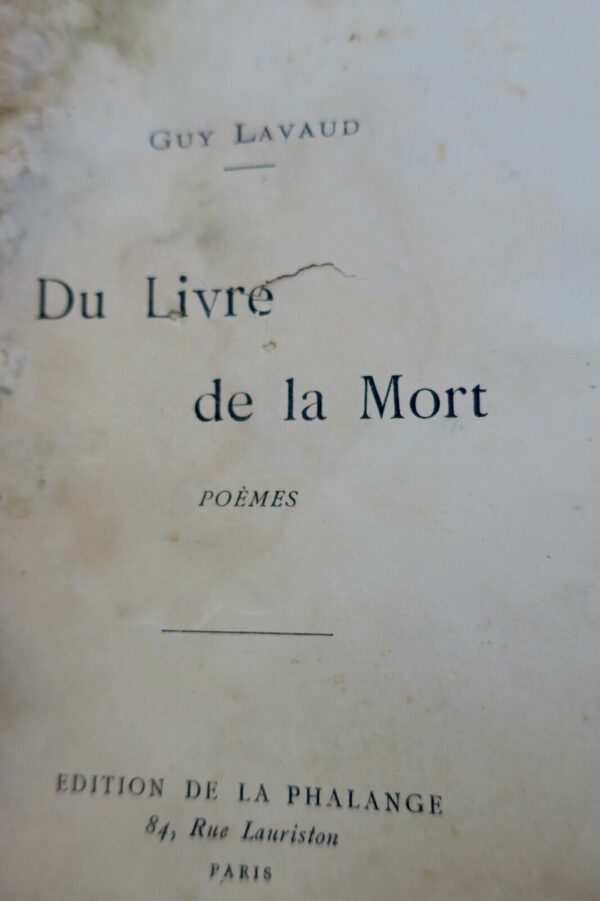 GUY LAVAUD
Du Livre
de la Mort
POÈMES
EDITION DE LA PHALANGE
84, Rue Lauriston
PARIS